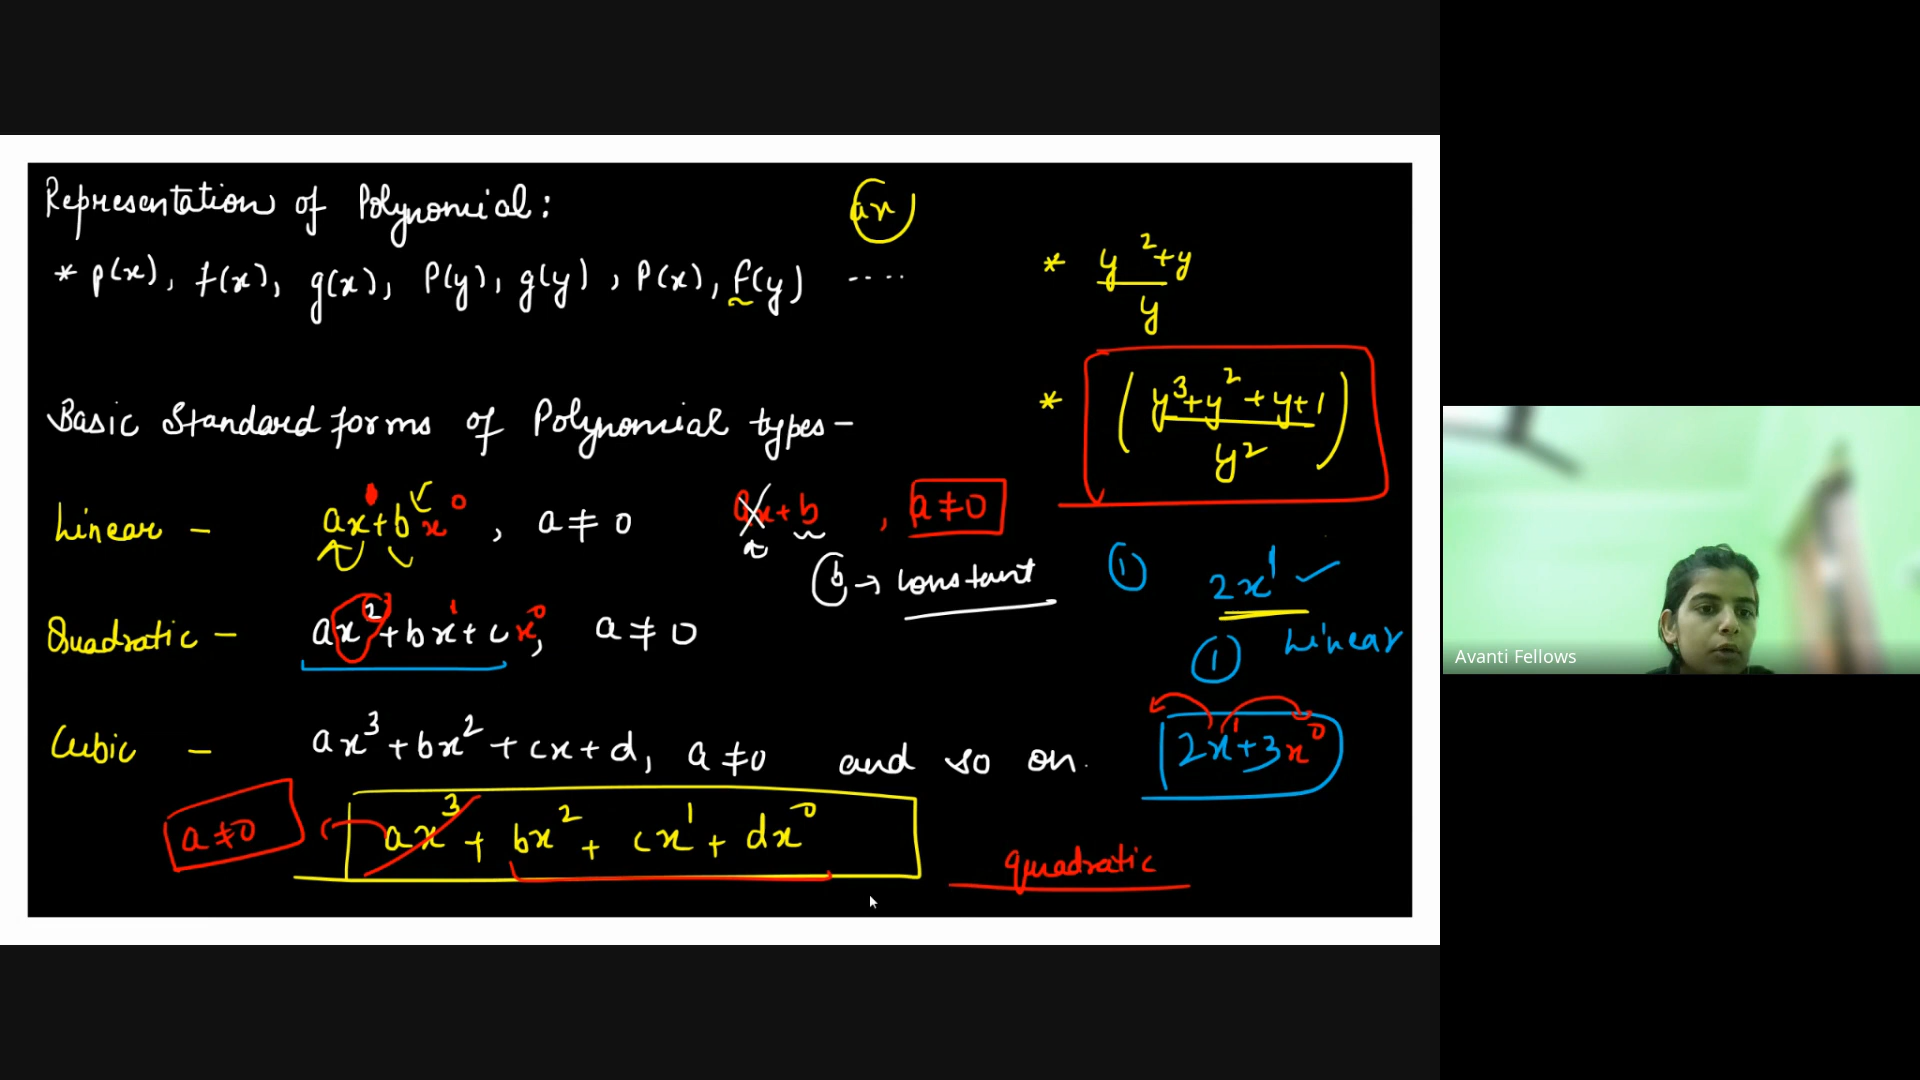 Representation of Polynomial:
ax
* p(x), f(x), g(x), P(y), g(y), P(x), f(y) ....
* y²+y
y
* (y³+y²+y+1)
y²
Basic Standard forms of Polynomial types-
Linear - ax+bx⁰, a≠0
ax+b, a≠0
b → constant
① 2x¹ ✓
① Linear
Quadratic - ax²+bx¹+cx⁰, a≠0
Cubic - ax³+bx²+cx+d, a≠0 and so on.
2x¹+3x⁰
a≠0
ax³+bx²+cx¹+dx⁰
quadratic
Avanti Fellows